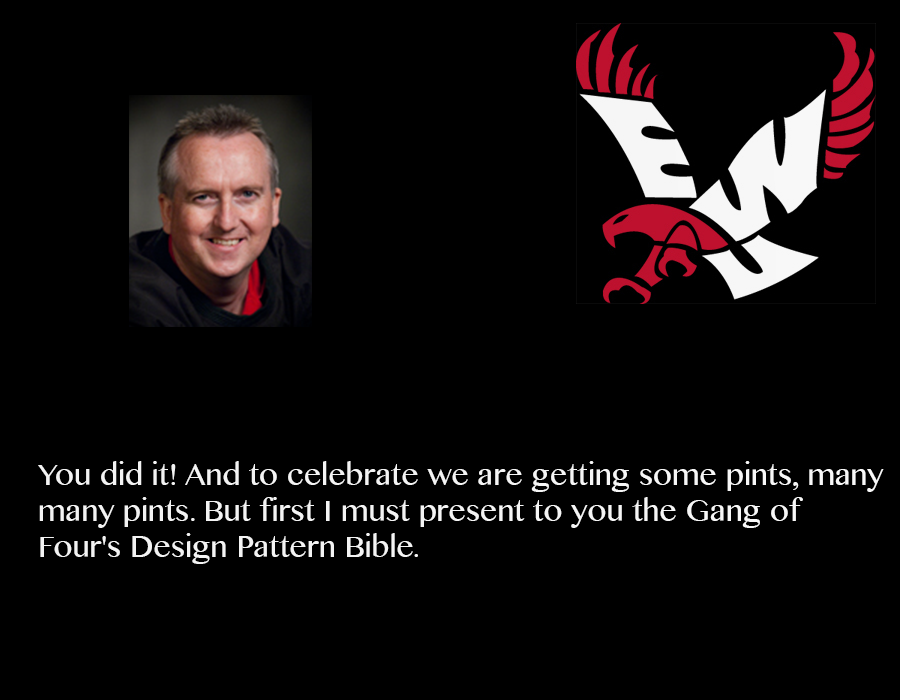 EWU
You did it! And to celebrate we are getting some pints, many
many pints. But first I must present to you the Gang of
Four's Design Pattern Bible.